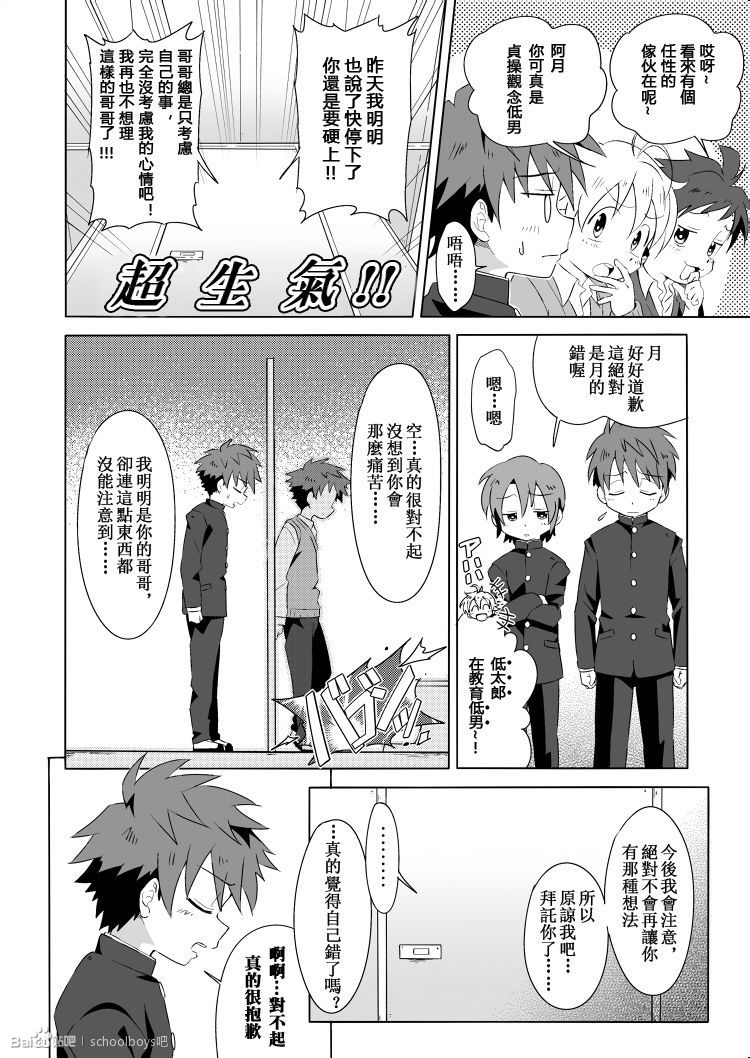 哎呀~
看來有個
任性的
傢伙在呢~
阿月
你可真是
貞操觀念低男
唔唔……
昨天我明明
也說了快停下了
你還是要硬上!!
哥哥總是只考慮
自己的事，
完全沒考慮我的心情吧！
我再也不想理
這樣的哥哥了!!!
超生氣!!
月
好好道歉
這絕對
是月的
錯喔
嗯……嗯
アハハ
低太郎
在教育低男~!
空……真的很對不起
沒想到你會
那麼痛苦………
我明明是你的哥哥，
卻連這點東西都
沒能注意到………
バンッ
今後我會注意，
絕對不會再讓你
有那種想法
所以
原諒我吧…
拜託你了……
………
…真的覺得自己錯了嗎？
啊啊…對不起
真的很抱歉
Bai 贴吧 | schoolboys吧